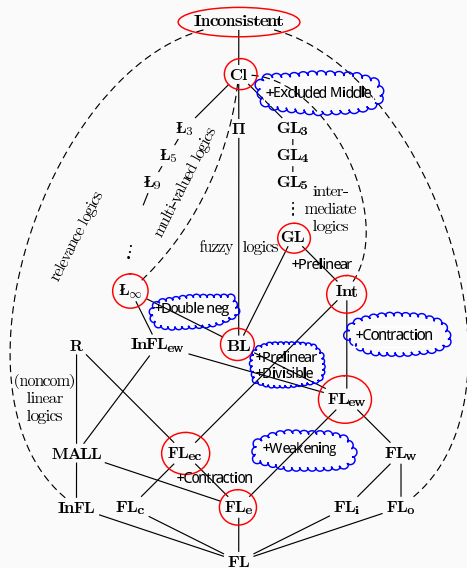 Inconsistent
Cl
+Excluded Middle
Ł₃
Π
GL₃
Ł₅
GL₄
Ł₉
GL₅
multi-valued logics
relevance logics
⋮
⋮
inter-
mediate
logics
fuzzy logics
GL
+Prelinear
Ł∞
Int
+Double neg
+Contraction
R
InFLew
BL
+Prelinear
+Divisible
(noncom)
linear
logics
FLew
MALL
FLec
+Weakening
FLw
+Contraction
InFL
FLc
FLe
FLi
FLo
FL